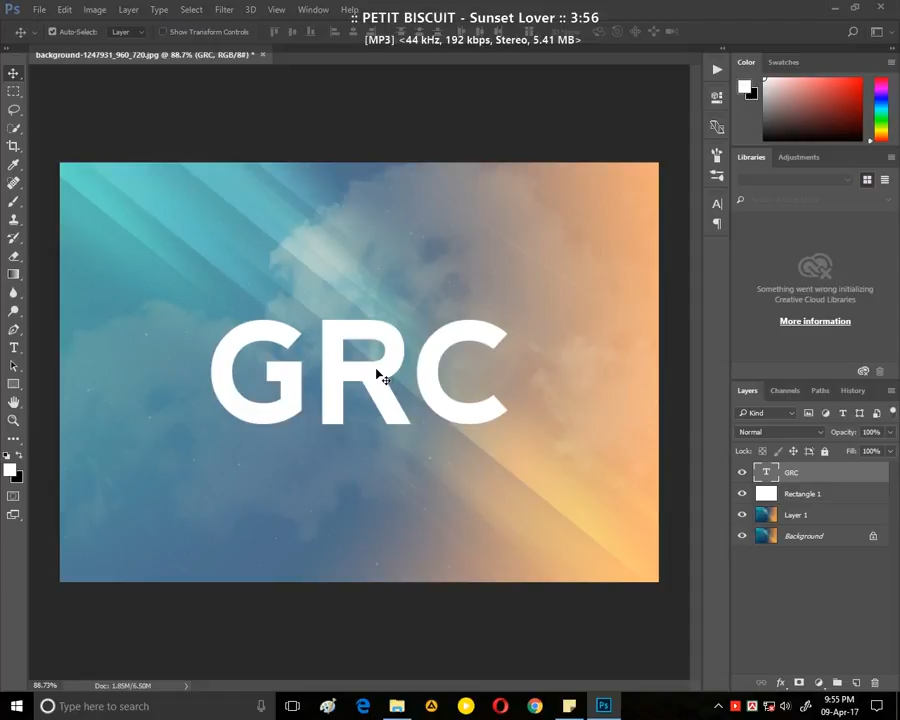 :: PETIT BISCUIT - Sunset Lover :: 3:56
[MP3] <44 kHz, 192 kbps, Stereo, 5.41 MB>
Ps File Edit Image Layer Type Select Filter 3D View Window Help
Auto-Select: Layer Show Transform Controls
background-1247931_960_720.jpg @ 88.7% (GRC, RGB/8#) * ×
Color Swatches
Libraries Adjustments
Something went wrong initializing
Creative Cloud Libraries
More information
GRC
Layers Channels Paths History
Kind
Normal Opacity: 100%
Lock: Fill: 100%
GRC
Rectangle 1
Layer 1
Background
88.73% Doc: 1.85M/6.50M
Type here to search
9:55 PM
09-Apr-17